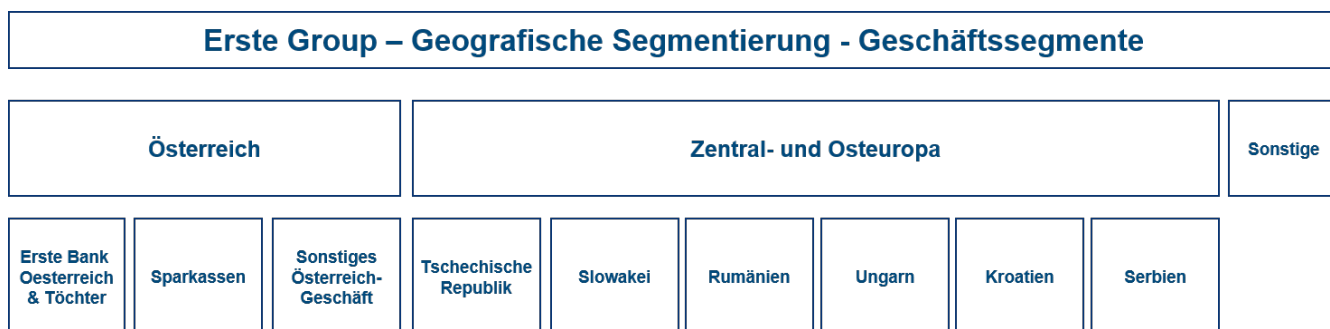 Erste Group – Geografische Segmentierung - Geschäftssegmente
Österreich
Zentral- und Osteuropa
Sonstige
Erste Bank
Oesterreich
& Töchter
Sparkassen
Sonstiges
Österreich-
Geschäft
Tschechische
Republik
Slowakei
Rumänien
Ungarn
Kroatien
Serbien